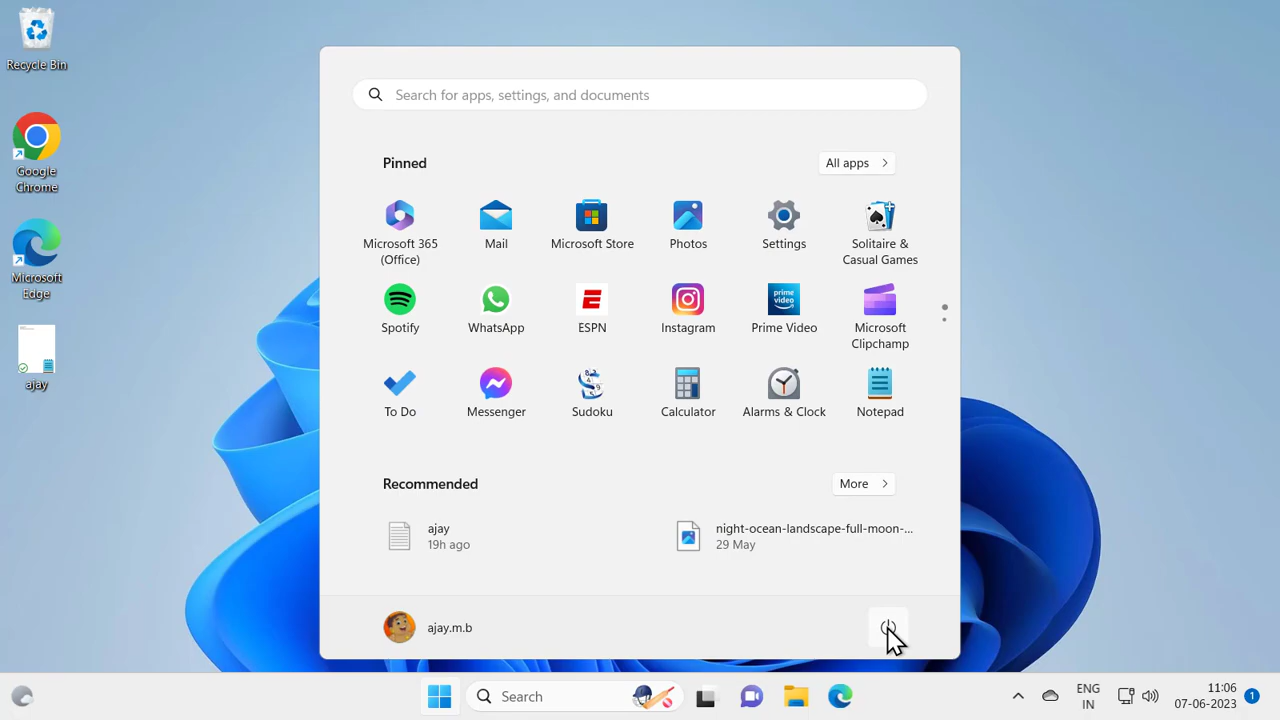 Recycle Bin
Google
Chrome
Microsoft
Edge
ajay
Search for apps, settings, and documents
Pinned
All apps
Microsoft 365
(Office)
Mail
Microsoft Store
Photos
Settings
Solitaire &
Casual Games
Spotify
WhatsApp
ESPN
Instagram
prime
video
Prime Video
Microsoft
Clipchamp
To Do
Messenger
Sudoku
Calculator
Alarms & Clock
Notepad
Recommended
More
ajay
19h ago
night-ocean-landscape-full-moon-...
29 May
ajay.m.b
Search
ENG
IN
11:06
07-06-2023
1